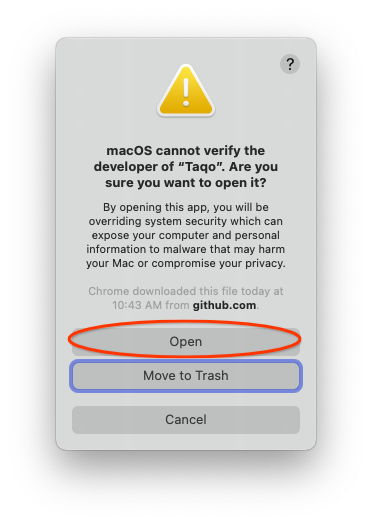 ?
macOS cannot verify the
developer of “Taqo”. Are you
sure you want to open it?
By opening this app, you will be
overriding system security which can
expose your computer and personal
information to malware that may harm
your Mac or compromise your privacy.
Chrome downloaded this file today at
10:43 AM from github.com.
Open
Move to Trash
Cancel